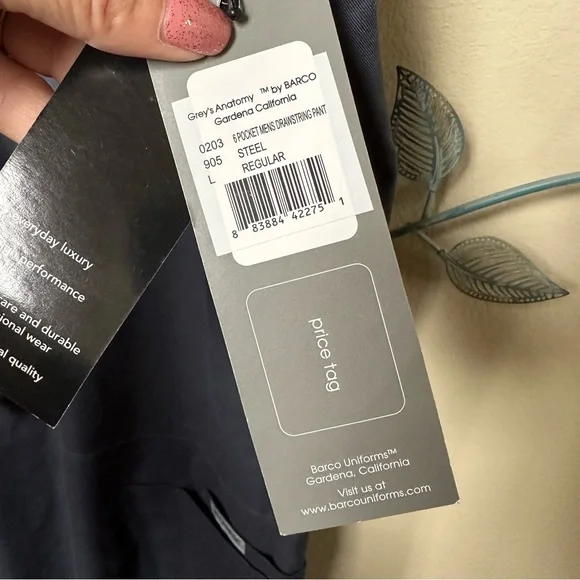 Grey's Anatomy ™ by BARCO
Gardena California
0203 6 POCKET MENS DRAWSTRING PANT
905 STEEL
L REGULAR
8 83884 42275 1
price tag
Barco Uniforms™
Gardena, California
Visit us at
www.barcouniforms.com
everyday luxury
performance
care and durable
ional wear
al quality